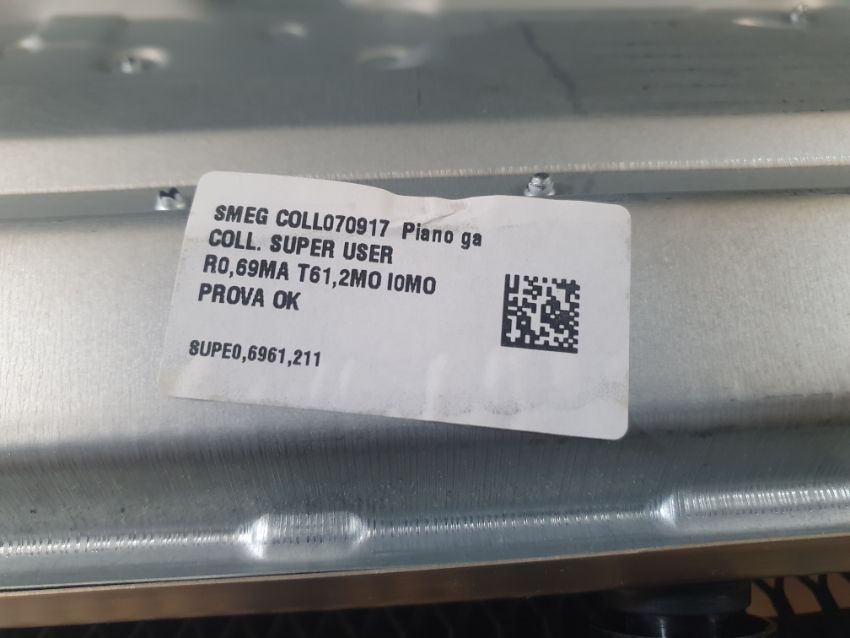 SMEG COLL070917 Piano ga
COLL. SUPER USER
R0,69MA T61,2MO I0MO
PROVA OK
SUPE0,6961,211